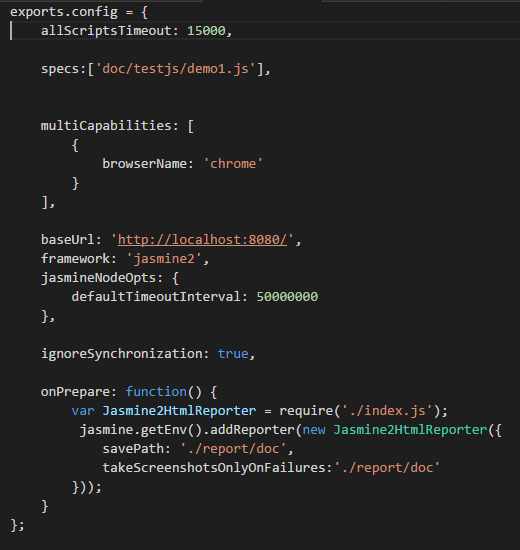 exports.config = {
    allScriptsTimeout: 15000,
    specs:['doc/testjs/demo1.js'],
    multiCapabilities: [
        {
            browserName: 'chrome'
        }
    ],
    baseUrl: 'http://localhost:8080/',
    framework: 'jasmine2',
    jasmineNodeOpts: {
        defaultTimeoutInterval: 50000000
    },
    ignoreSynchronization: true,
    onPrepare: function() {
        var Jasmine2HtmlReporter = require('./index.js');
         jasmine.getEnv().addReporter(new Jasmine2HtmlReporter({
            savePath: './report/doc',
            takeScreenshotsOnlyOnFailures:'./report/doc'
        }));
    }
};